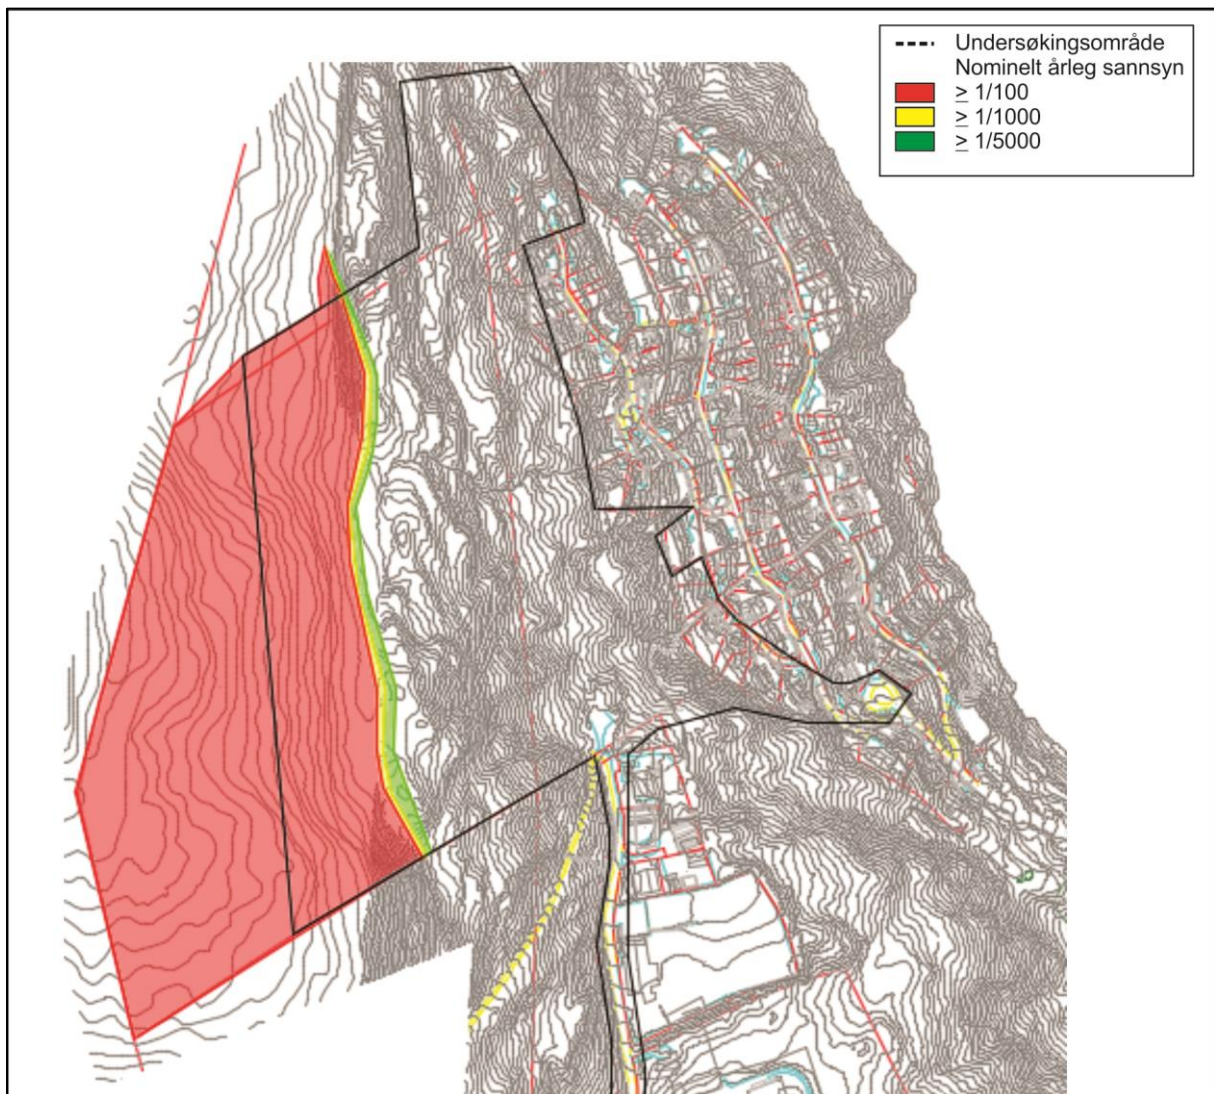 Undersøkingsområde
Nominelt årleg sannsyn
≥ 1/100
≥ 1/1000
≥ 1/5000